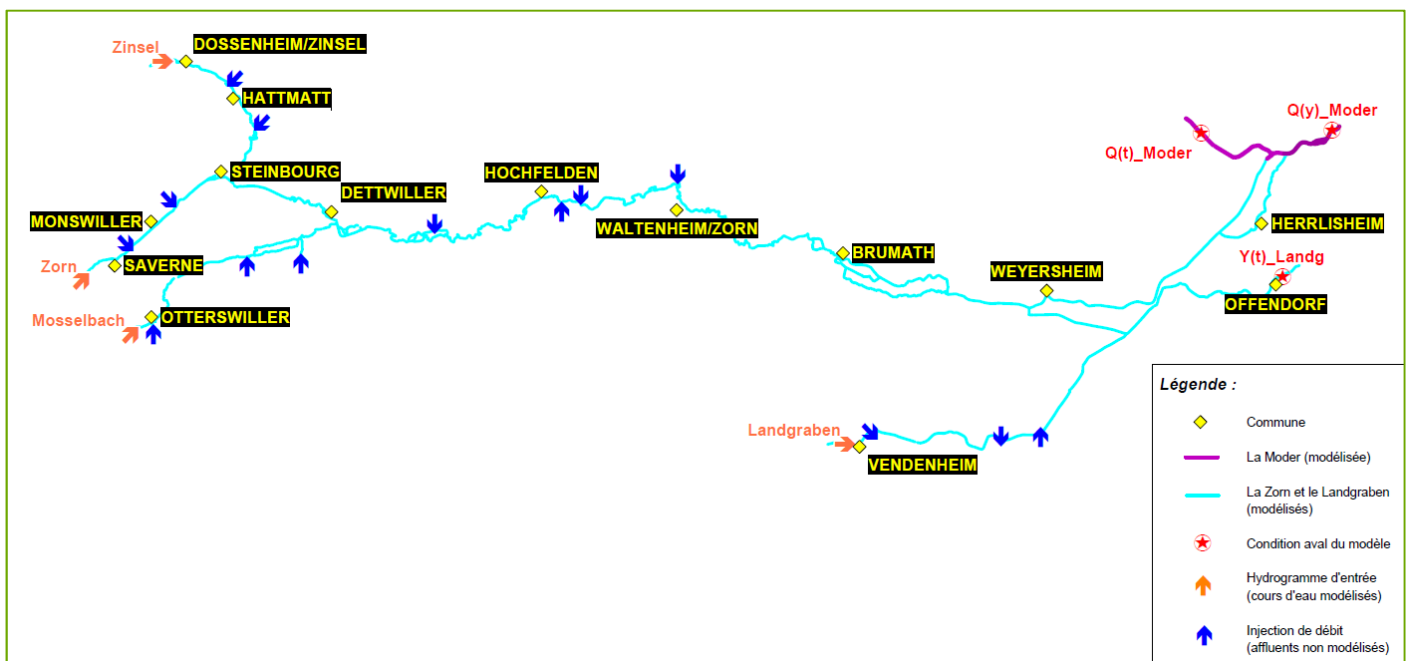 Zinsel
DOSSENHEIM/ZINSEL
HATTMATT
STEINBOURG
DETTWILLER
HOCHFELDEN
MONSWILLER
WALTENHEIM/ZORN
Zorn
SAVERNE
BRUMATH
WEYERSHEIM
Mosselbach
OTTERSWILLER
Q(t)_Moder
Q(y)_Moder
HERRLISHEIM
Y(t)_Landg
OFFENDORF
Landgraben
VENDENHEIM
Légende :
Commune
La Moder (modélisée)
La Zorn et le Landgraben
(modélisés)
Condition aval du modèle
Hydrogramme d'entrée
(cours d'eau modélisés)
Injection de débit
(affluents non modélisés)